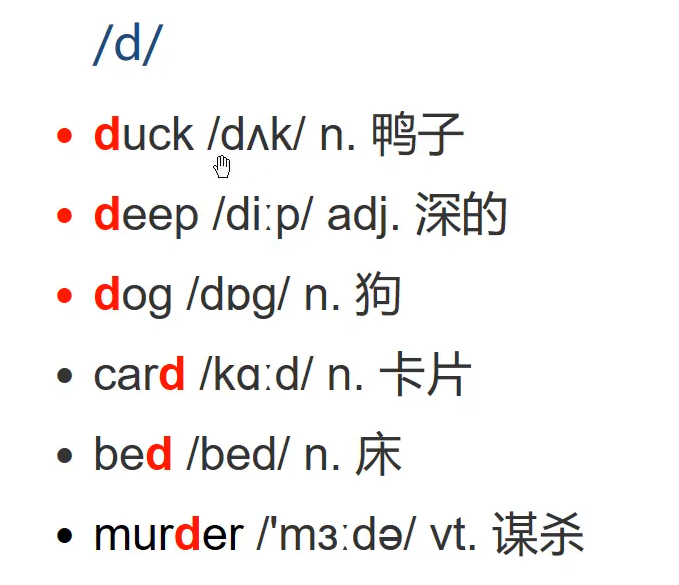 /d/
• duck /dʌk/ n. 鸭子
• deep /diːp/ adj. 深的
• dog /dɒg/ n. 狗
• card /kɑːd/ n. 卡片
• bed /bed/ n. 床
• murder /'mɜːdə/ vt. 谋杀